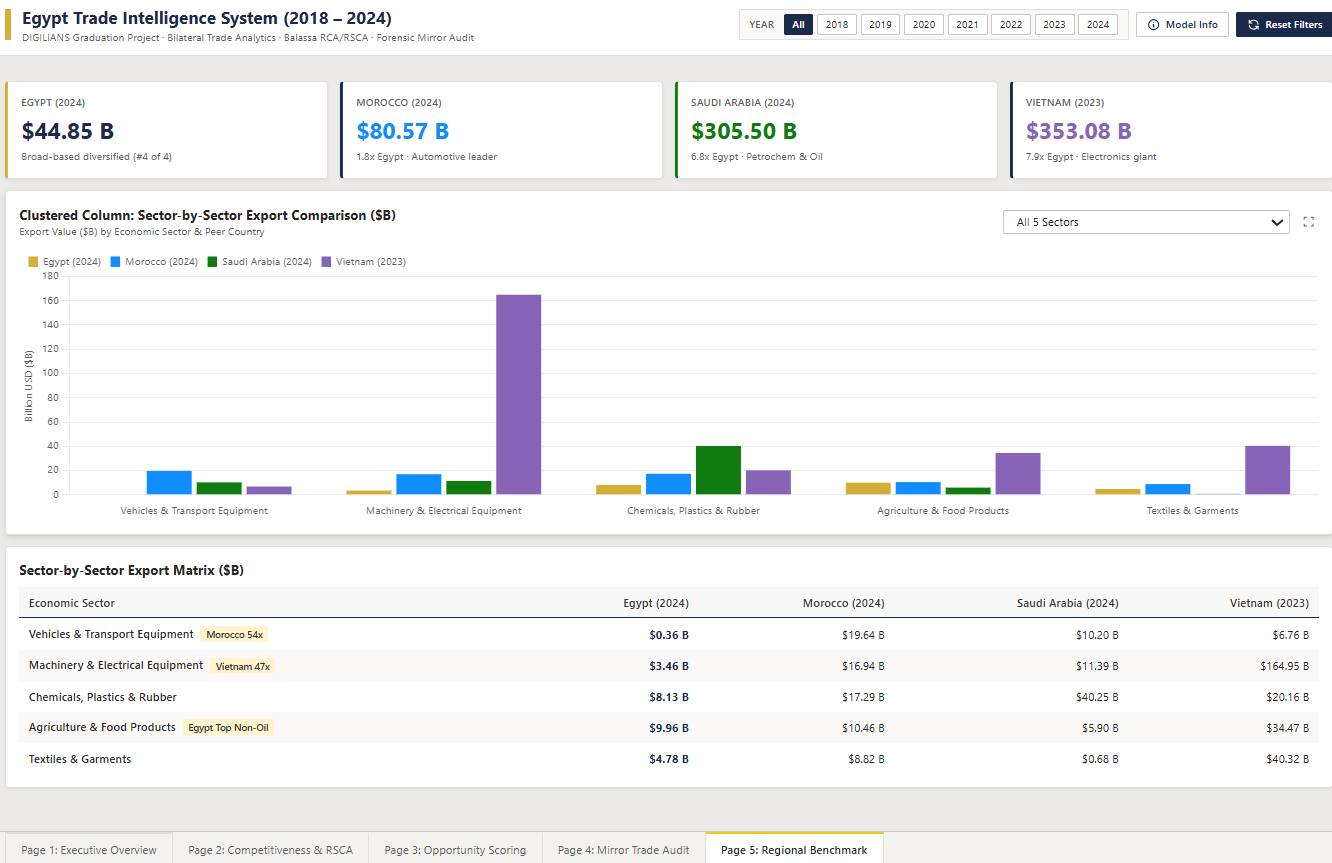 Egypt Trade Intelligence System (2018 – 2024)
DIGILIANS Graduation Project · Bilateral Trade Analytics · Balassa RCA/RSCA · Forensic Mirror Audit
YEAR All 2018 2019 2020 2021 2022 2023 2024 Model Info Reset Filters
EGYPT (2024)
$44.85 B
Broad-based diversified (#4 of 4)
MOROCCO (2024)
$80.57 B
1.8x Egypt · Automotive leader
SAUDI ARABIA (2024)
$305.50 B
6.8x Egypt · Petrochem & Oil
VIETNAM (2023)
$353.08 B
7.9x Egypt · Electronics giant
Clustered Column: Sector-by-Sector Export Comparison ($B)
Export Value ($B) by Economic Sector & Peer Country
All 5 Sectors
Egypt (2024) Morocco (2024) Saudi Arabia (2024) Vietnam (2023)
Billion USD ($B)
180
160
140
120
100
80
60
40
20
0
Vehicles & Transport Equipment Machinery & Electrical Equipment Chemicals, Plastics & Rubber Agriculture & Food Products Textiles & Garments
Sector-by-Sector Export Matrix ($B)
Economic Sector Egypt (2024) Morocco (2024) Saudi Arabia (2024) Vietnam (2023)
Vehicles & Transport Equipment Morocco 54x $0.36 B $19.64 B $10.20 B $6.76 B
Machinery & Electrical Equipment Vietnam 47x $3.46 B $16.94 B $11.39 B $164.95 B
Chemicals, Plastics & Rubber $8.13 B $17.29 B $40.25 B $20.16 B
Agriculture & Food Products Egypt Top Non-Oil $9.96 B $10.46 B $5.90 B $34.47 B
Textiles & Garments $4.78 B $8.82 B $0.68 B $40.32 B
Page 1: Executive Overview Page 2: Competitiveness & RSCA Page 3: Opportunity Scoring Page 4: Mirror Trade Audit Page 5: Regional Benchmark